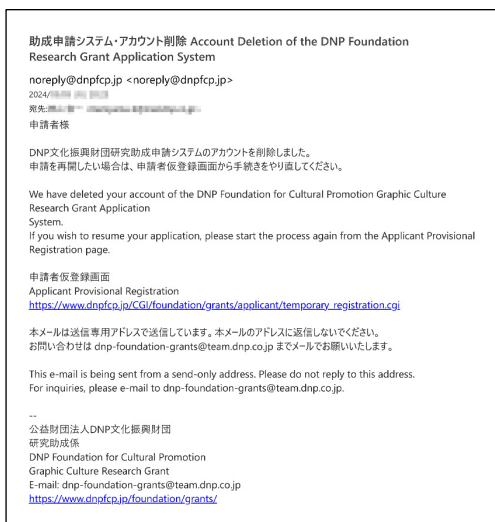 助成申請システム・アカウント削除 Account Deletion of the DNP Foundation
Research Grant Application System
noreply@dnpfcp.jp <noreply@dnpfcp.jp>
2024/
宛先:
申請者様
DNP文化振興財団研究助成申請システムのアカウントを削除しました。
申請を再開したい場合は、申請者仮登録画面から手続きをやり直してください。
We have deleted your account of the DNP Foundation for Cultural Promotion Graphic Culture
Research Grant Application
System.
If you wish to resume your application, please start the process again from the Applicant Provisional
Registration page.
申請者仮登録画面
Applicant Provisional Registration
https://www.dnpfcp.jp/CGI/foundation/grants/applicant/temporary_registration.cgi
本メールは送信専用アドレスで送信しています。本メールのアドレスに返信しないでください。
お問い合わせは dnp-foundation-grants@team.dnp.co.jp までメールでお願いいたします。
This e-mail is being sent from a send-only address. Please do not reply to this address.
For inquiries, please e-mail to dnp-foundation-grants@team.dnp.co.jp.
--
公益財団法人DNP文化振興財団
研究助成係
DNP Foundation for Cultural Promotion
Graphic Culture Research Grant
E-mail: dnp-foundation-grants@team.dnp.co.jp
https://www.dnpfcp.jp/foundation/grants/